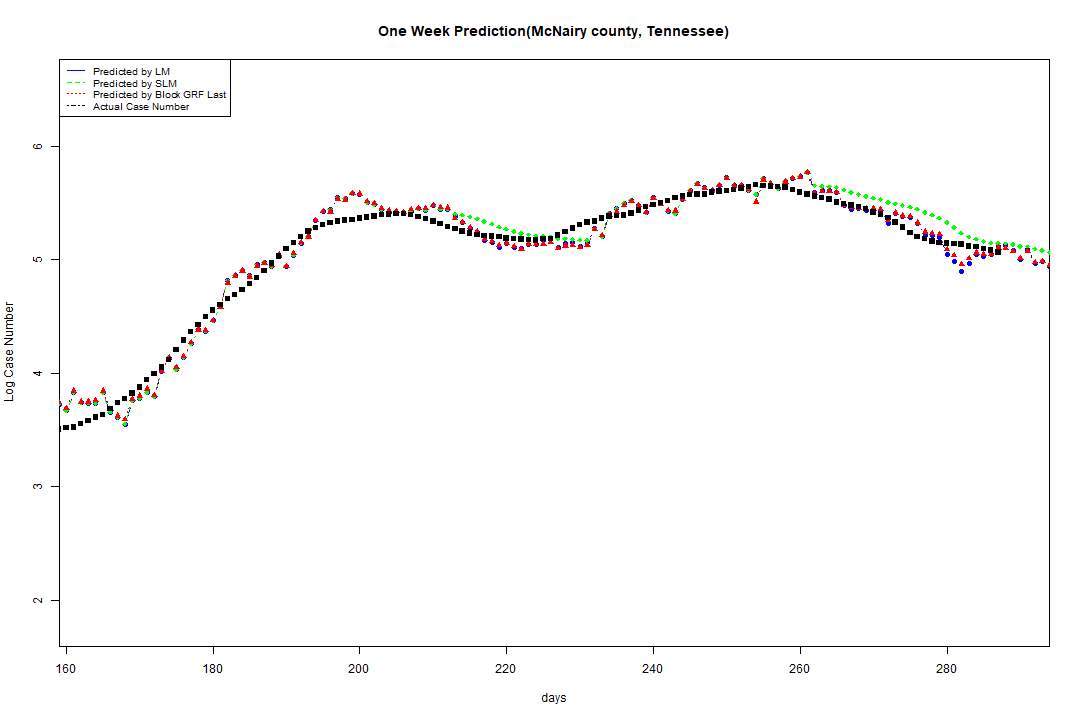 One Week Prediction(McNairy county, Tennessee)
Predicted by LM
Predicted by SLM
Predicted by Block GRF Last
Actual Case Number
Log Case Number
6
5
4
3
2
160 180 200 220 240 260 280
days